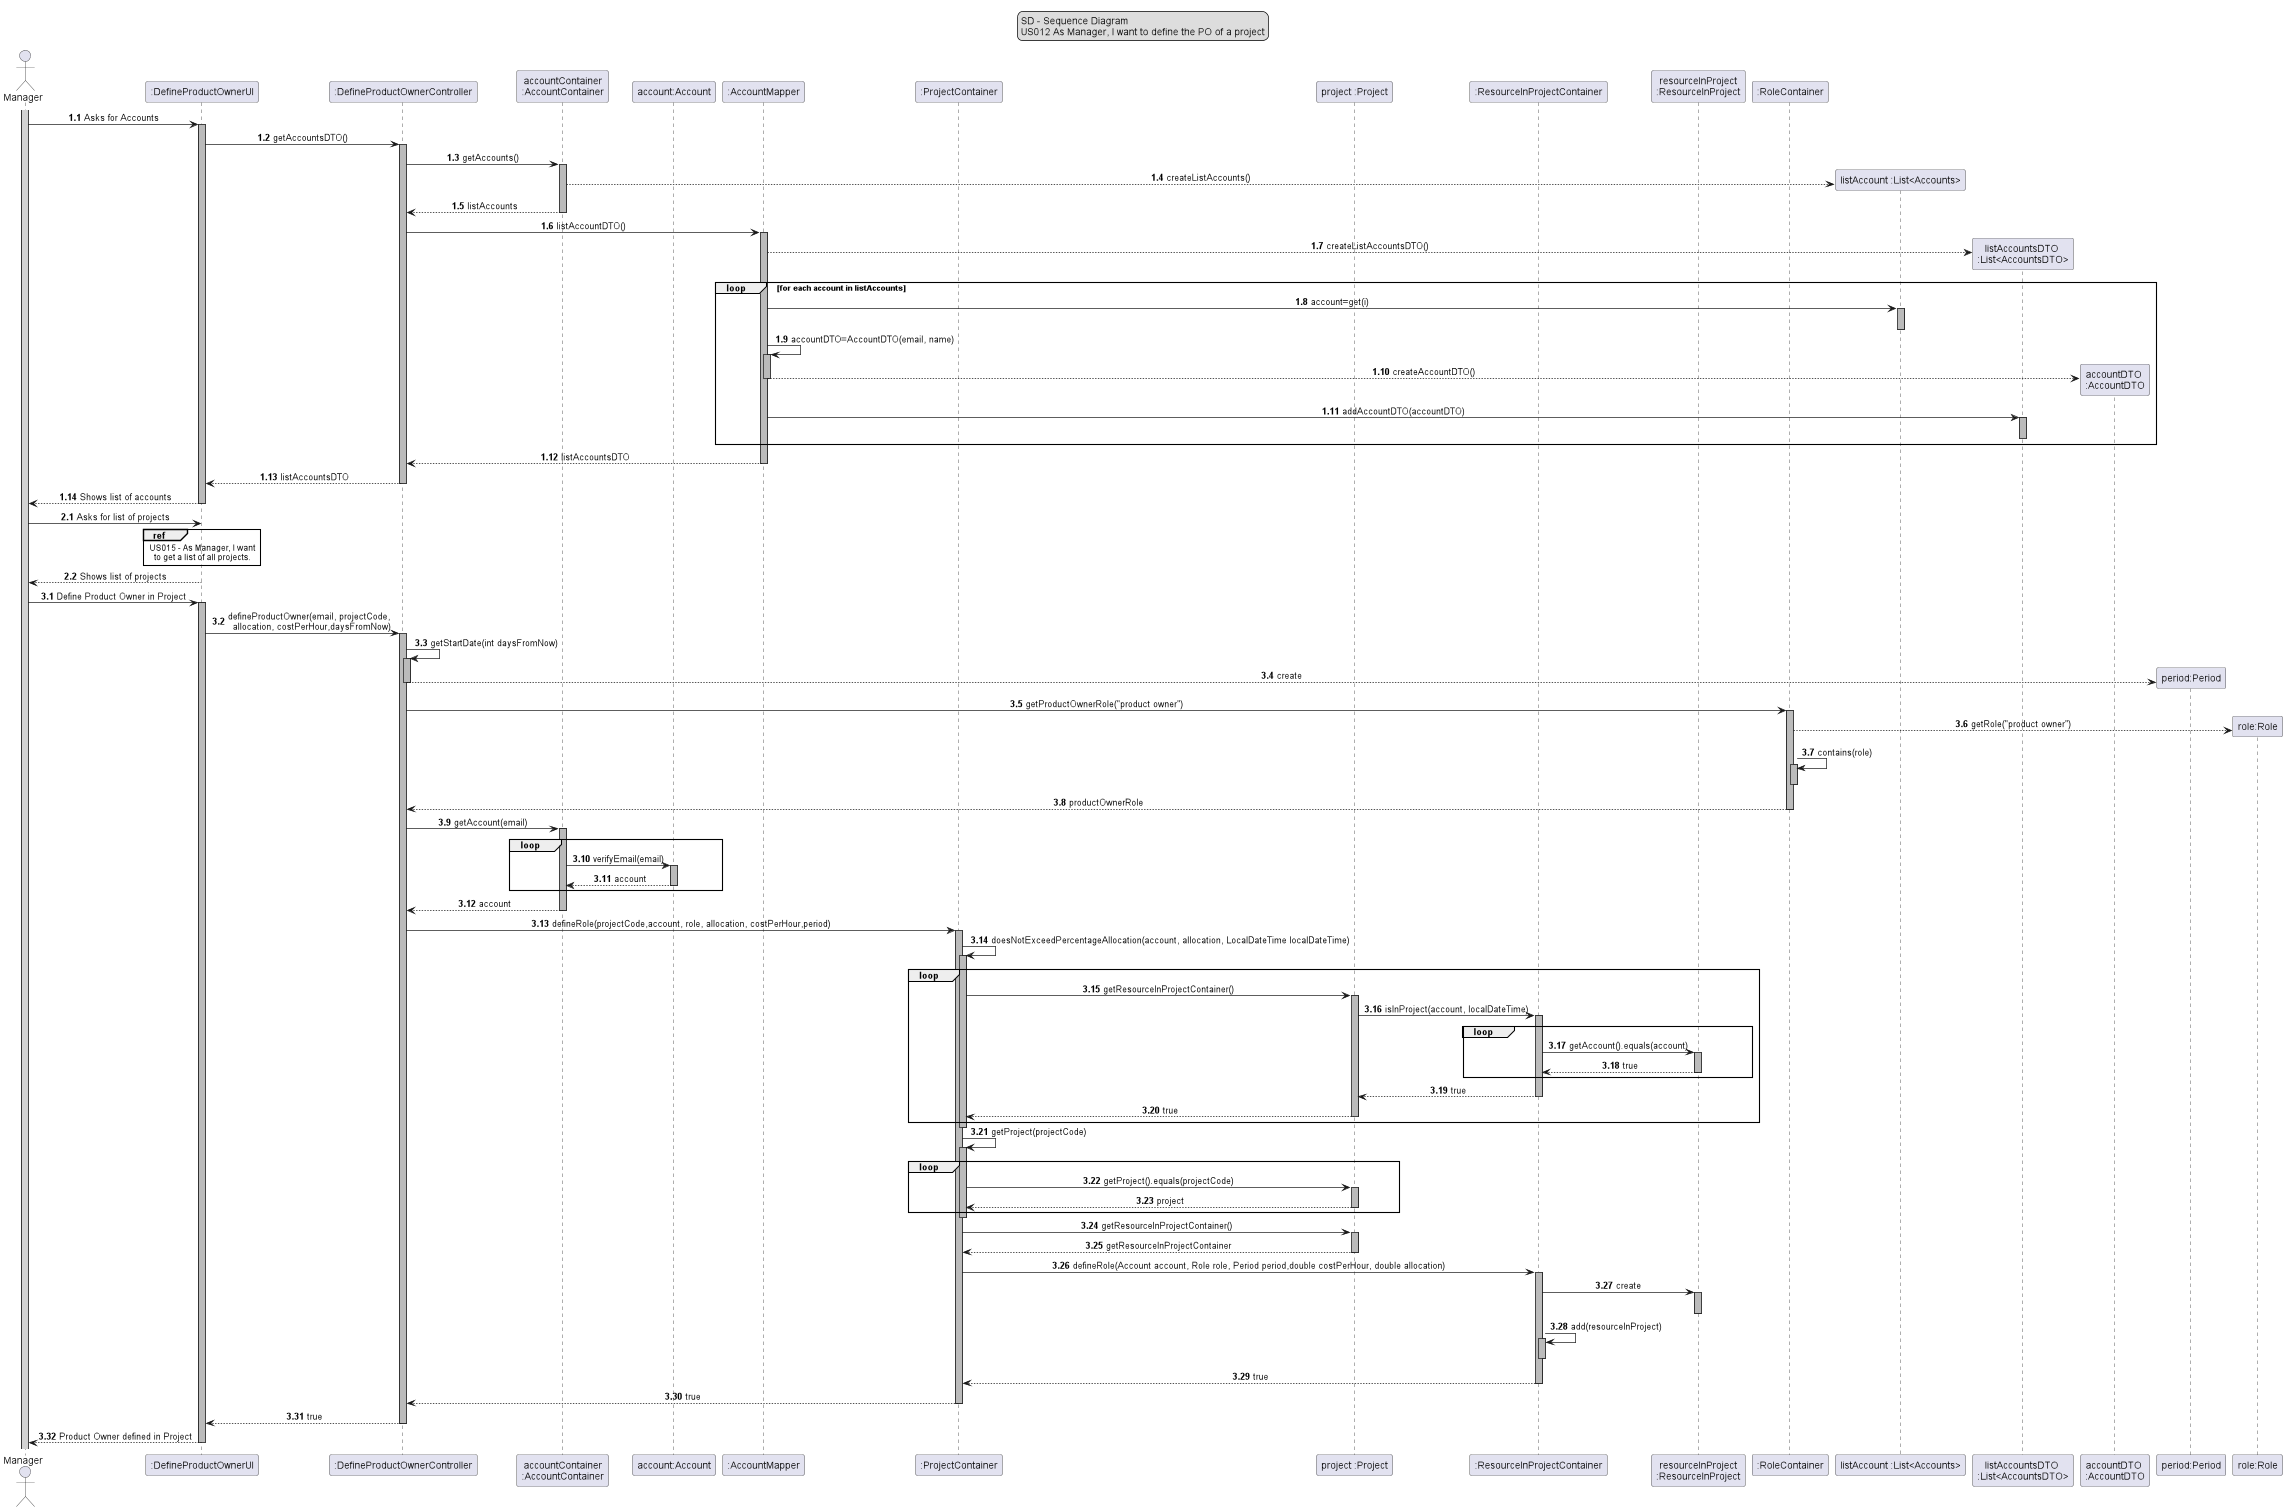 SD - Sequence Diagram
US012 As Manager, I want to define the PO of a project
Manager
:DefineProductOwnerUI
:DefineProductOwnerController
accountContainer
:AccountContainer
account:Account
:AccountMapper
:ProjectContainer
project :Project
:ResourceInProjectContainer
resourceInProject
:ResourceInProject
:RoleContainer
1.1 Asks for Accounts
1.2 getAccountsDTO()
1.3 getAccounts()
1.4 createListAccounts()
listAccount :List<Accounts>
1.5 listAccounts
1.6 listAccountDTO()
1.7 createListAccountsDTO()
listAccountsDTO
:List<AccountsDTO>
loop [for each account in listAccounts]
1.8 account=get(i)
1.9 accountDTO=AccountDTO(email, name)
1.10 createAccountDTO()
accountDTO
:AccountDTO
1.11 addAccountDTO(accountDTO)
1.12 listAccountsDTO
1.13 listAccountsDTO
1.14 Shows list of accounts
2.1 Asks for list of projects
ref
US015 - As Manager, I want
to get a list of all projects.
2.2 Shows list of projects
3.1 Define Product Owner in Project
3.2 defineProductOwner(email, projectCode,
allocation, costPerHour,daysFromNow)
3.3 getStartDate(int daysFromNow)
3.4 create
period:Period
3.5 getProductOwnerRole("product owner")
3.6 getRole("product owner")
role:Role
3.7 contains(role)
3.8 productOwnerRole
3.9 getAccount(email)
loop
3.10 verifyEmail(email)
3.11 account
3.12 account
3.13 defineRole(projectCode,account, role, allocation, costPerHour,period)
3.14 doesNotExceedPercentageAllocation(account, allocation, LocalDateTime localDateTime)
loop
3.15 getResourceInProjectContainer()
3.16 isInProject(account, localDateTime)
loop
3.17 getAccount().equals(account)
3.18 true
3.19 true
3.20 true
3.21 getProject(projectCode)
loop
3.22 getProject().equals(projectCode)
3.23 project
3.24 getResourceInProjectContainer()
3.25 getResourceInProjectContainer
3.26 defineRole(Account account, Role role, Period period,double costPerHour, double allocation)
3.27 create
3.28 add(resourceInProject)
3.29 true
3.30 true
3.31 true
3.32 Product Owner defined in Project
Manager
:DefineProductOwnerUI
:DefineProductOwnerController
accountContainer
:AccountContainer
account:Account
:AccountMapper
:ProjectContainer
project :Project
:ResourceInProjectContainer
resourceInProject
:ResourceInProject
:RoleContainer
listAccount :List<Accounts>
listAccountsDTO
:List<AccountsDTO>
accountDTO
:AccountDTO
period:Period
role:Role